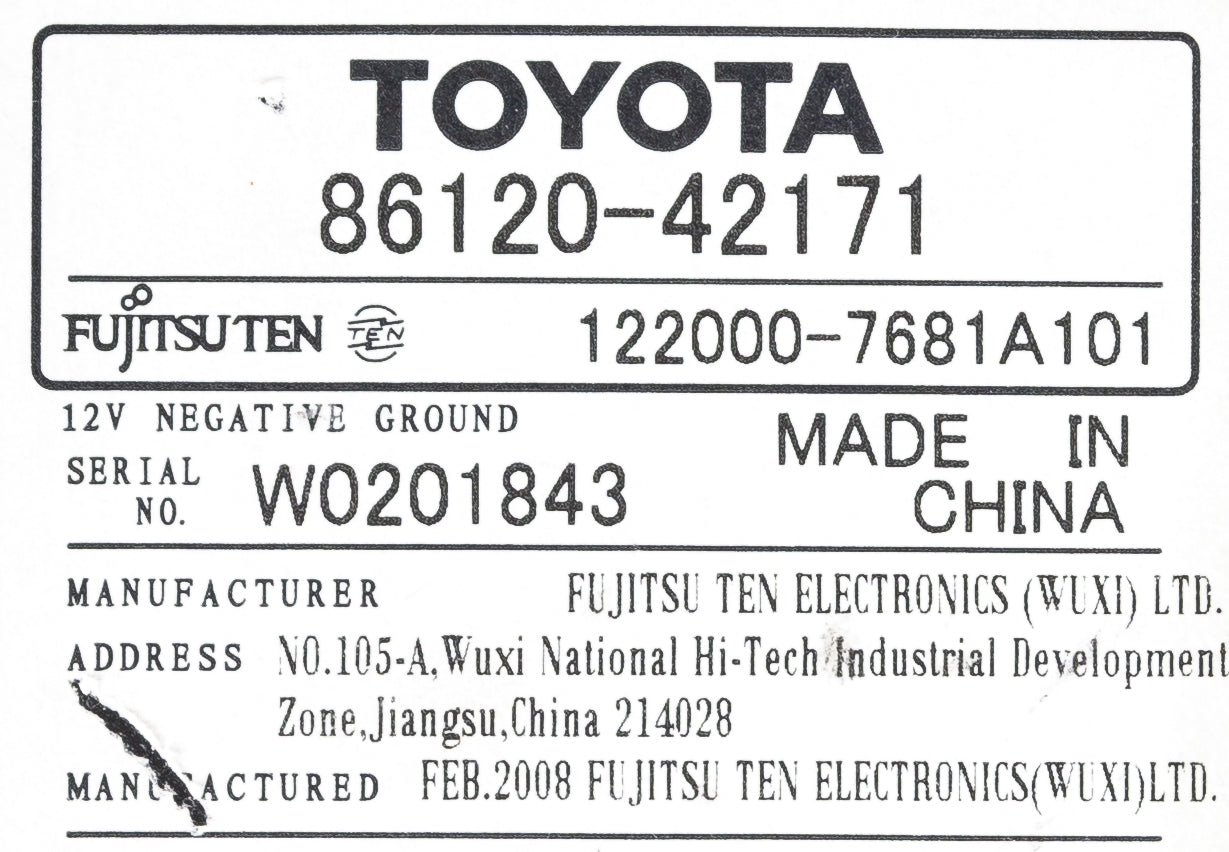 TOYOTA
86120-42171
FUJITSU TEN TEN 122000-7681A101
12V NEGATIVE GROUND
MADE IN
CHINA
SERIAL
NO. W0201843
MANUFACTURER FUJITSU TEN ELECTRONICS (WUXI) LTD.
ADDRESS NO.105-A,Wuxi National Hi-Tech Industrial Development
Zone,Jiangsu,China 214028
MANUFACTURED FEB.2008 FUJITSU TEN ELECTRONICS(WUXI)LTD.